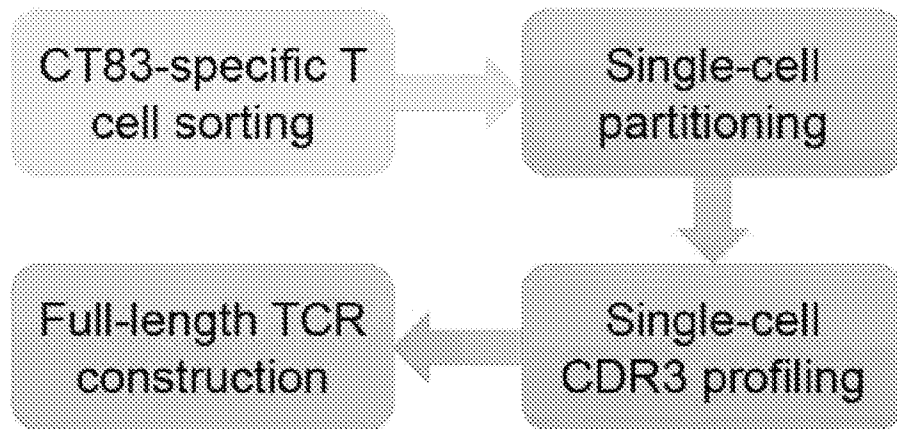 CT83-specific T
cell sorting
Single-cell
partitioning
Single-cell
CDR3 profiling
Full-length TCR
construction